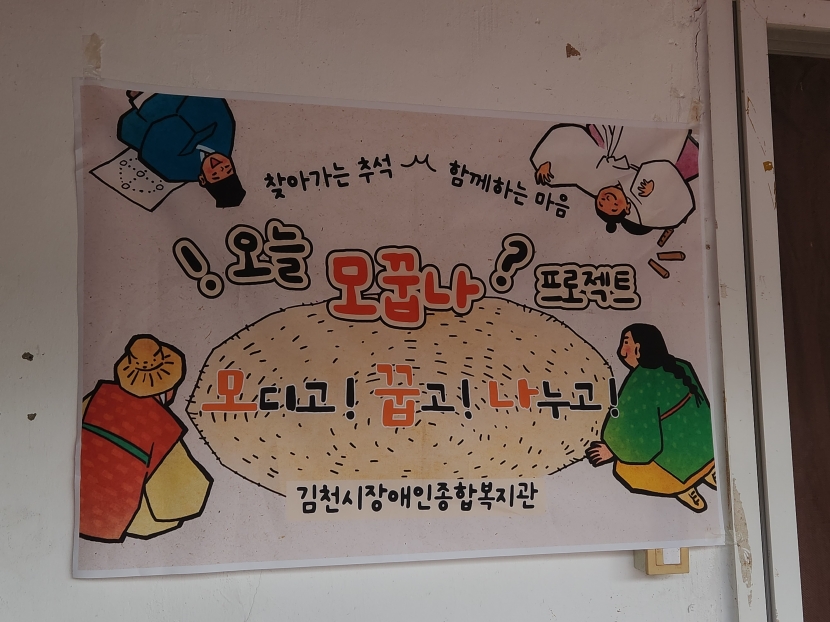 찾아가는 추석 함께하는 마음
! 오늘 모꿉나 ? 프로젝트
모디고! 꿉고! 나누고!
김천시장애인종합복지관